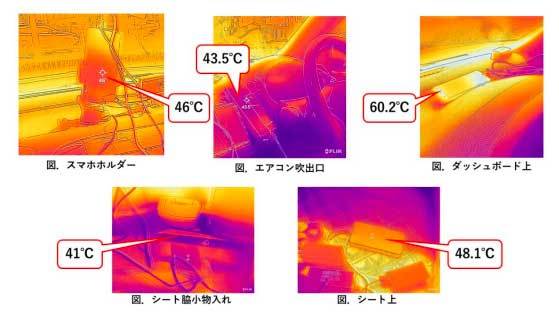 46℃
図．スマホホルダー
43.5℃
FLIR
図．エアコン吹出口
60.2℃
図．ダッシュボード上
41℃
図．シート脇小物入れ
48.1℃
図．シート上